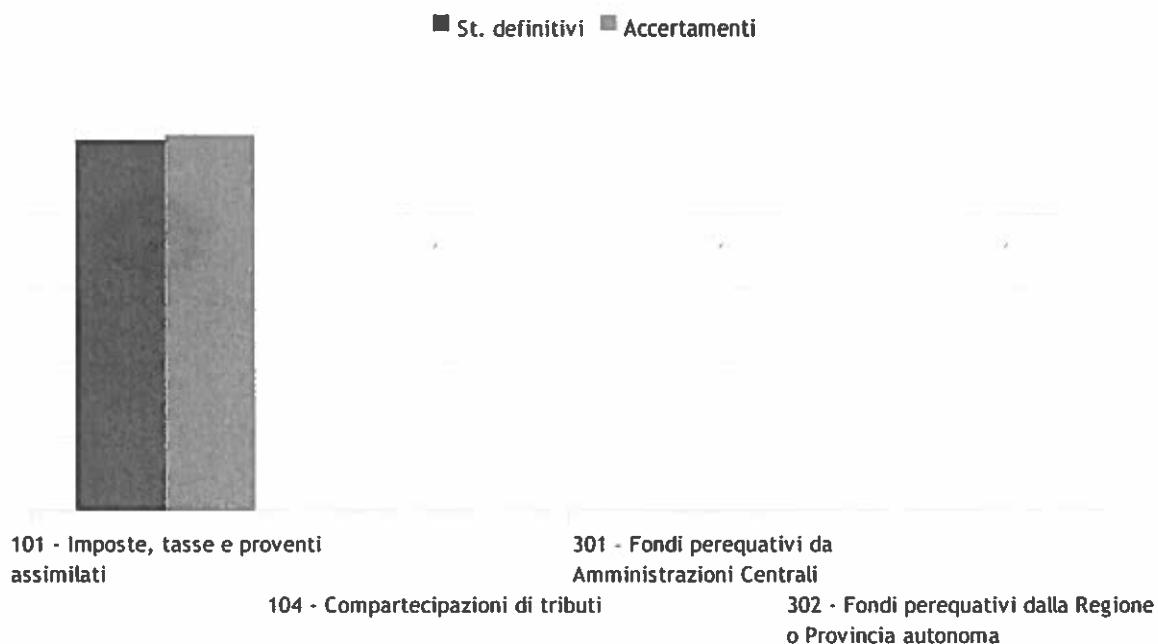 St. definitivi Accertamenti
101 - Imposte, tasse e proventi
assimilati
104 - Compartecipazioni di tributi
301 - Fondi perequativi da
Amministrazioni Centrali
302 - Fondi perequativi dalla Regione
o Provincia autonoma